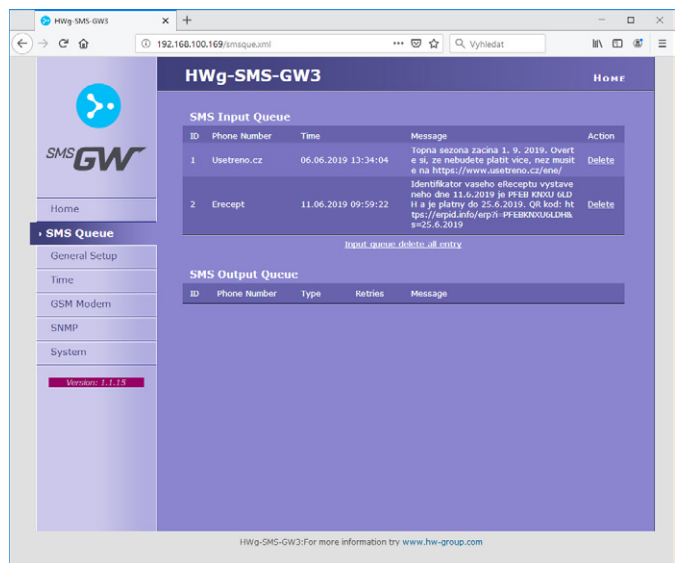 HWg-SMS-GW3
192.168.100.169/smsque.xml
Vyhledat
HWg-SMS-GW3
HOME
SMS GW
Home
SMS Queue
General Setup
Time
GSM Modem
SNMP
System
Version: 1.1.15
SMS Input Queue
ID Phone Number Time Message Action
1 Usetreno.cz 06.06.2019 13:34:04 Topna sezona zacina 1. 9. 2019. Overt
e si, ze nebudete platit vice, nez musit
e na https://www.usetreno.cz/ene/ Delete
2 Erecept 11.06.2019 09:59:22 Identifikator vaseho eReceptu vystave
neho dne 11.6.2019 je PFEB KNXU 6LD
H a je platny do 25.6.2019. QR kod: ht
tps://erpid.info/erp?i=PFEBKNXU6LDH&
s=25.6.2019 Delete
Input queue delete all entry
SMS Output Queue
ID Phone Number Type Retries Message
HWg-SMS-GW3:For more information try www.hw-group.com